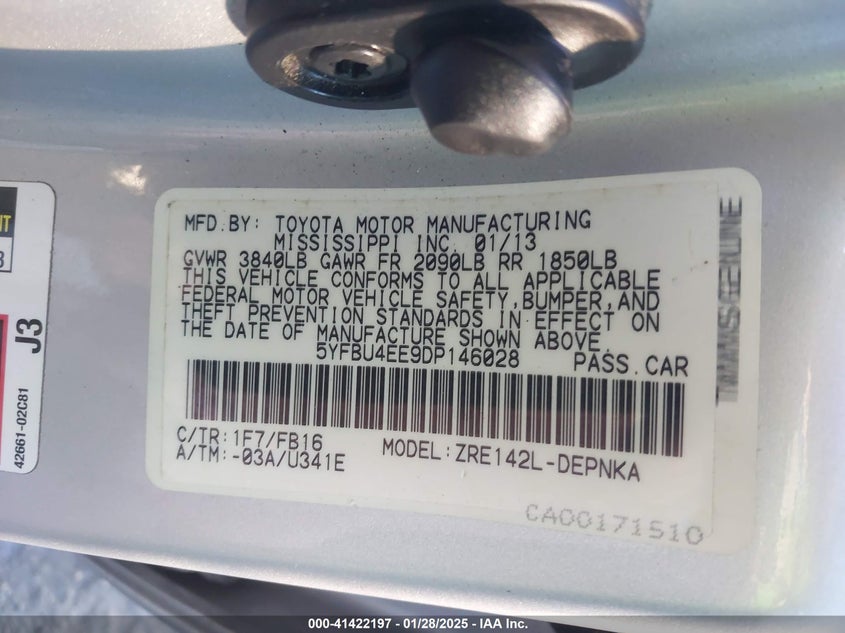 MFD.BY: TOYOTA MOTOR MANUFACTURING
MISSISSIPPI INC. 01/13
GVWR 3840LB GAWR FR 2090LB RR 1850LB
THIS VEHICLE CONFORMS TO ALL APPLICABLE
FEDERAL MOTOR VEHICLE SAFETY,BUMPER,AND
THEFT PREVENTION STANDARDS IN EFFECT ON
THE DATE OF MANUFACTURE SHOWN ABOVE.
5YFBU4EE9DP146028 PASS.CAR
C/TR:1F7/FB16 MODEL:ZRE142L-DEPNKA
A/TM:-03A/U341E
CA00171510
J3
42661-02C81
000-41422197 - 01/28/2025 - IAA Inc.